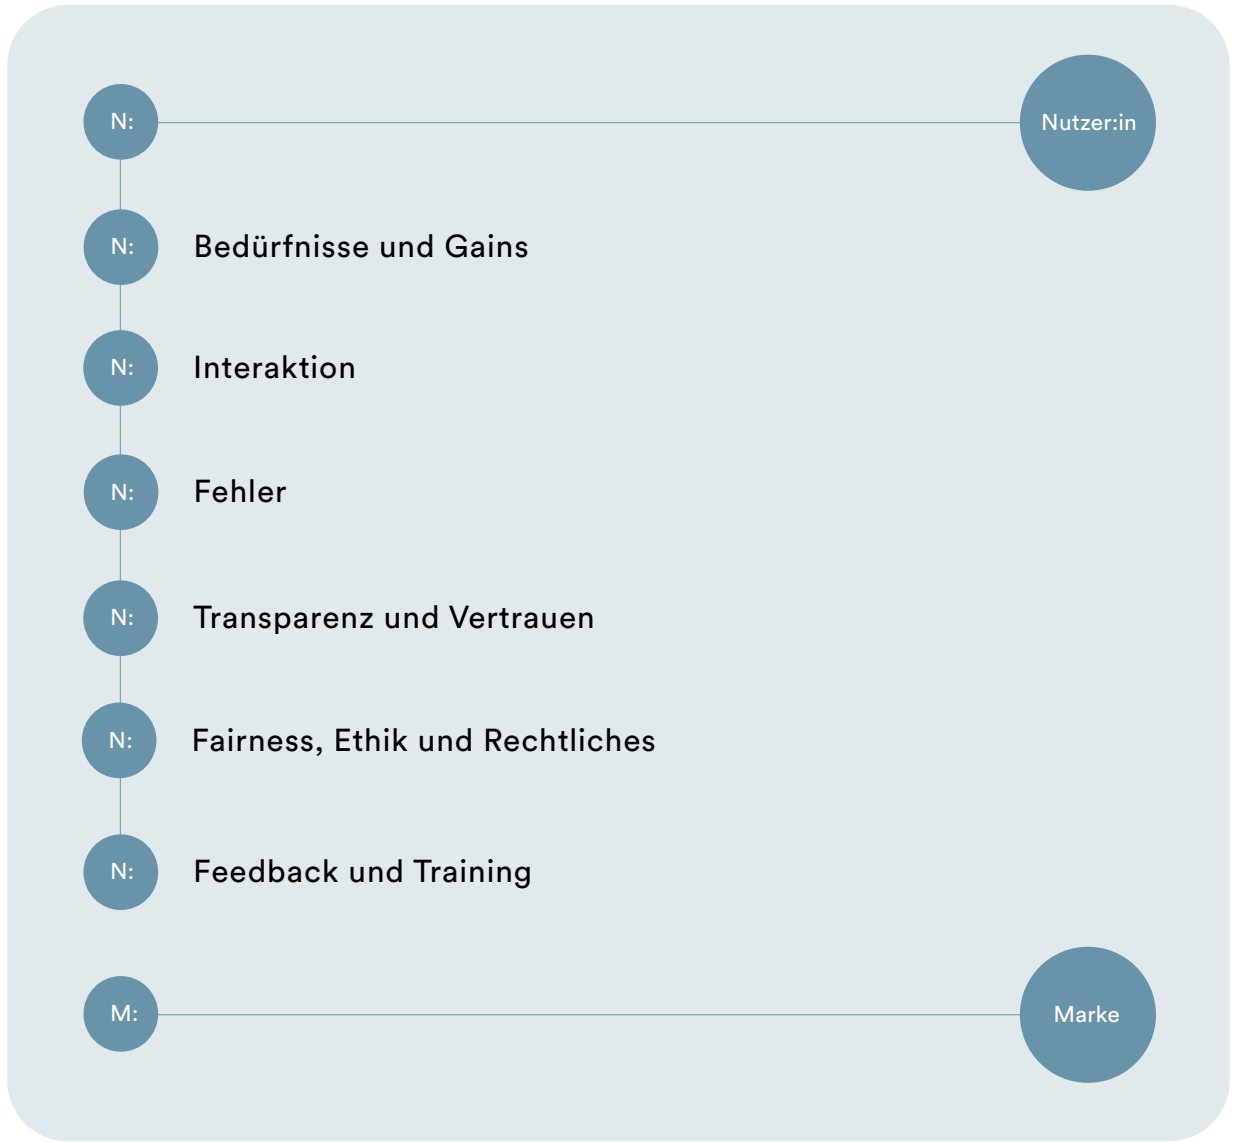 N: Nutzer:in
N: Bedürfnisse und Gains
N: Interaktion
N: Fehler
N: Transparenz und Vertrauen
N: Fairness, Ethik und Rechtliches
N: Feedback und Training
M: Marke